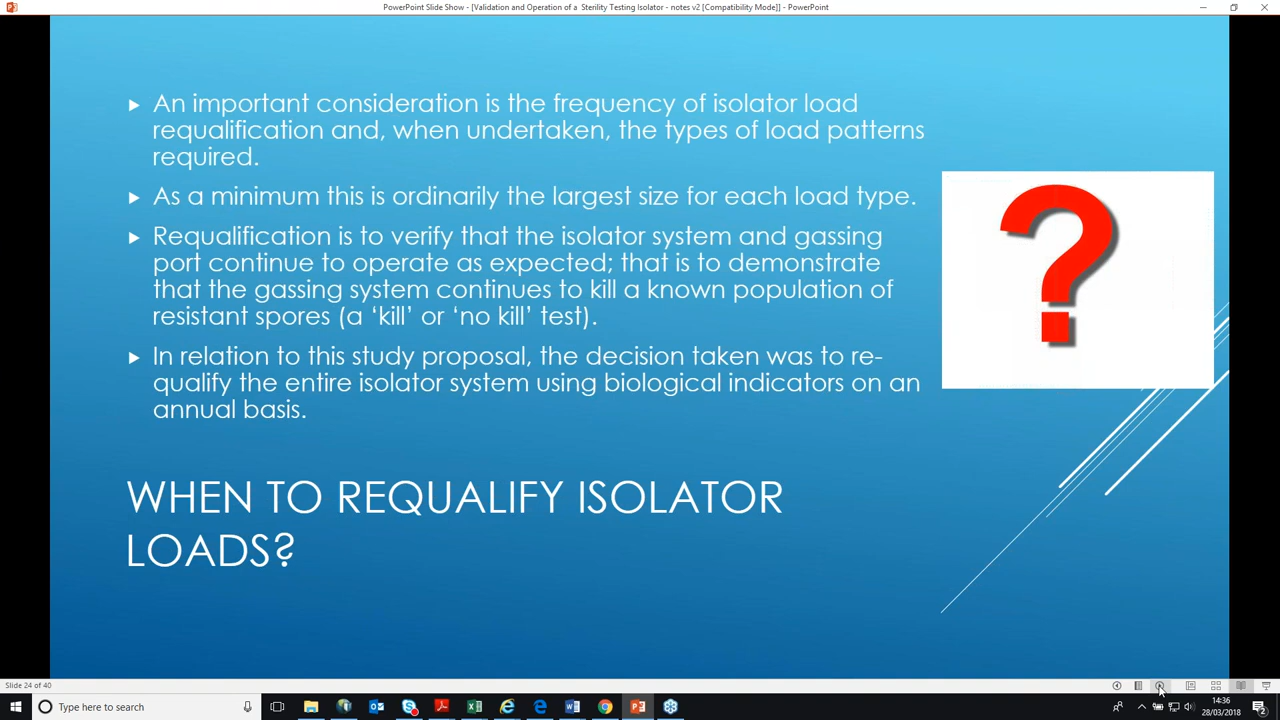 PowerPoint Slide Show - [Validation and Operation of a  Sterility Testing Isolator - notes v2 [Compatibility Mode]] - PowerPoint
An important consideration is the frequency of isolator load
requalification and, when undertaken, the types of load patterns
required.
As a minimum this is ordinarily the largest size for each load type.
Requalification is to verify that the isolator system and gassing
port continue to operate as expected; that is to demonstrate
that the gassing system continues to kill a known population of
resistant spores (a ‘kill’ or ‘no kill’ test).
In relation to this study proposal, the decision taken was to re-
qualify the entire isolator system using biological indicators on an
annual basis.
?
WHEN TO REQUALIFY ISOLATOR
LOADS?
Slide 24 of 40
Type here to search
14:36
28/03/2018
2